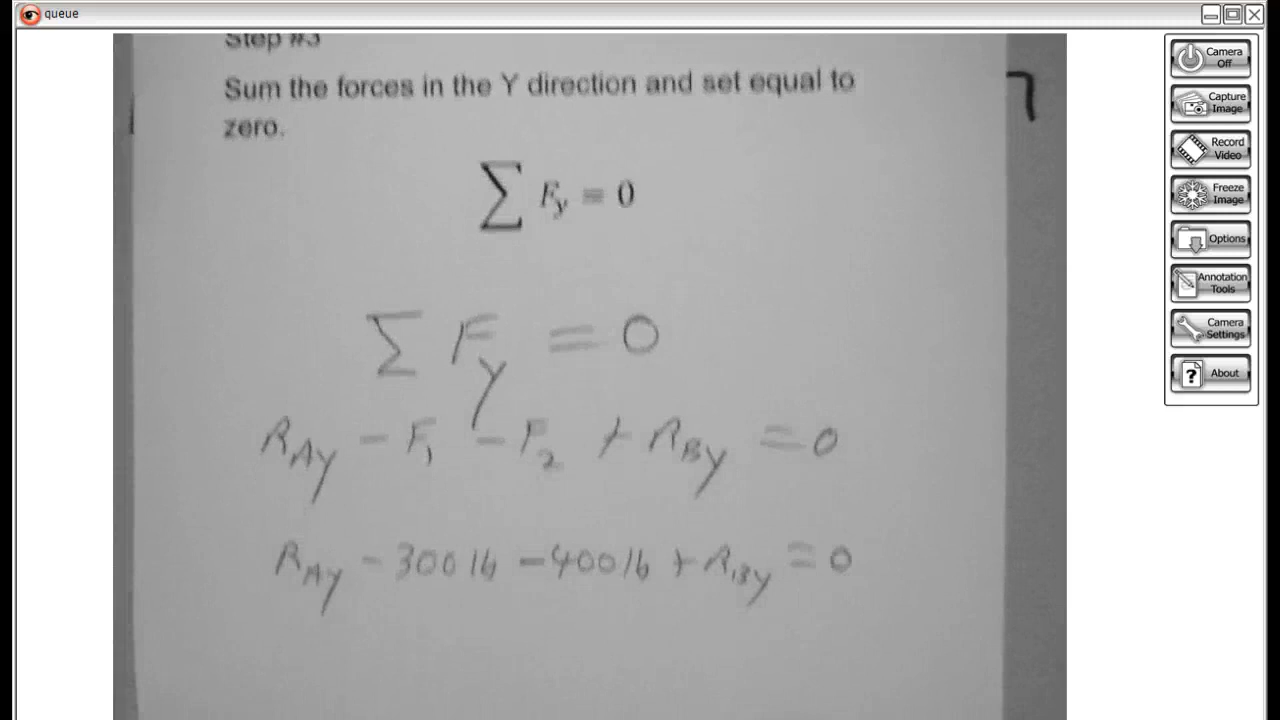 queue
Step #3
Sum the forces in the Y direction and set equal to
zero.
∑ Fy = 0
∑ Fy = 0
RAy - F1 - F2 + RBy = 0
RAy - 300 lb - 400 lb + RBy = 0
Camera
Off
Capture
Image
Record
Video
Freeze
Image
Options
Annotation
Tools
Camera
Settings
About